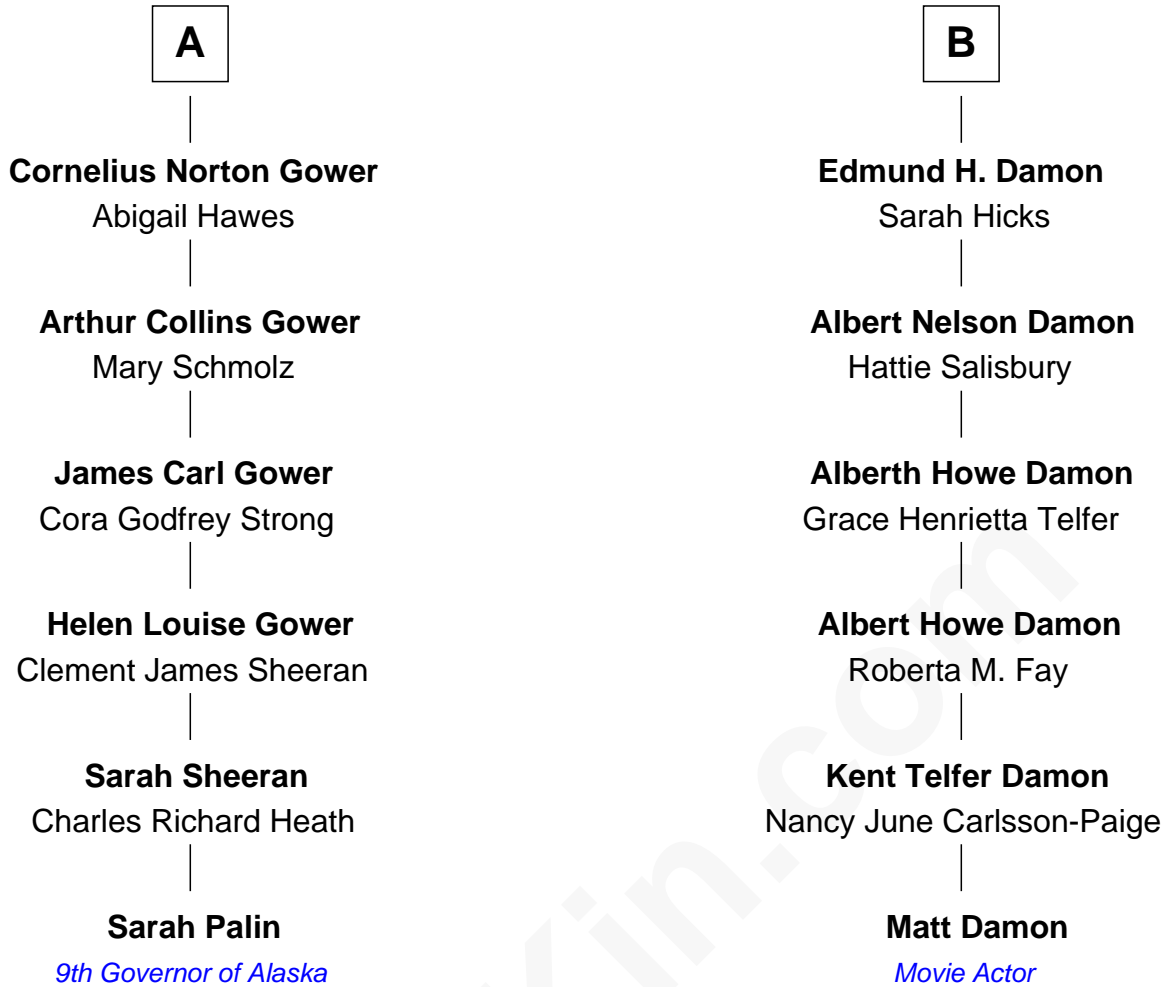 A
Cornelius Norton Gower
Abigail Hawes
Arthur Collins Gower
Mary Schmolz
James Carl Gower
Cora Godfrey Strong
Helen Louise Gower
Clement James Sheeran
Sarah Sheeran
Charles Richard Heath
Sarah Palin
9th Governor of Alaska
B
Edmund H. Damon
Sarah Hicks
Albert Nelson Damon
Hattie Salisbury
Alberth Howe Damon
Grace Henrietta Telfer
Albert Howe Damon
Roberta M. Fay
Kent Telfer Damon
Nancy June Carlsson-Paige
Matt Damon
Movie Actor